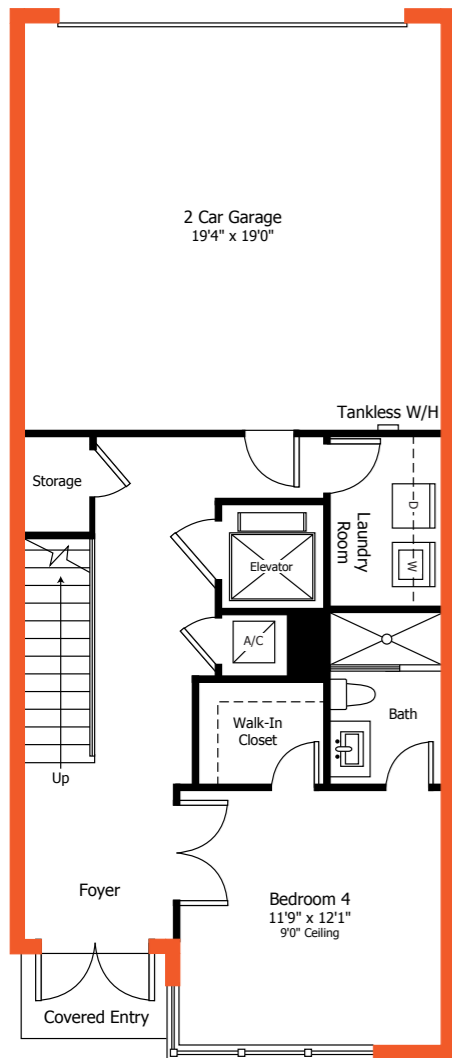 2 Car Garage
19'4" x 19'0"
Tankless W/H
Storage
Laundry
Room
D
W
Elevator
A/C
Walk-In
Closet
Bath
Up
Foyer
Bedroom 4
11'9" x 12'1"
9'0" Ceiling
Covered Entry